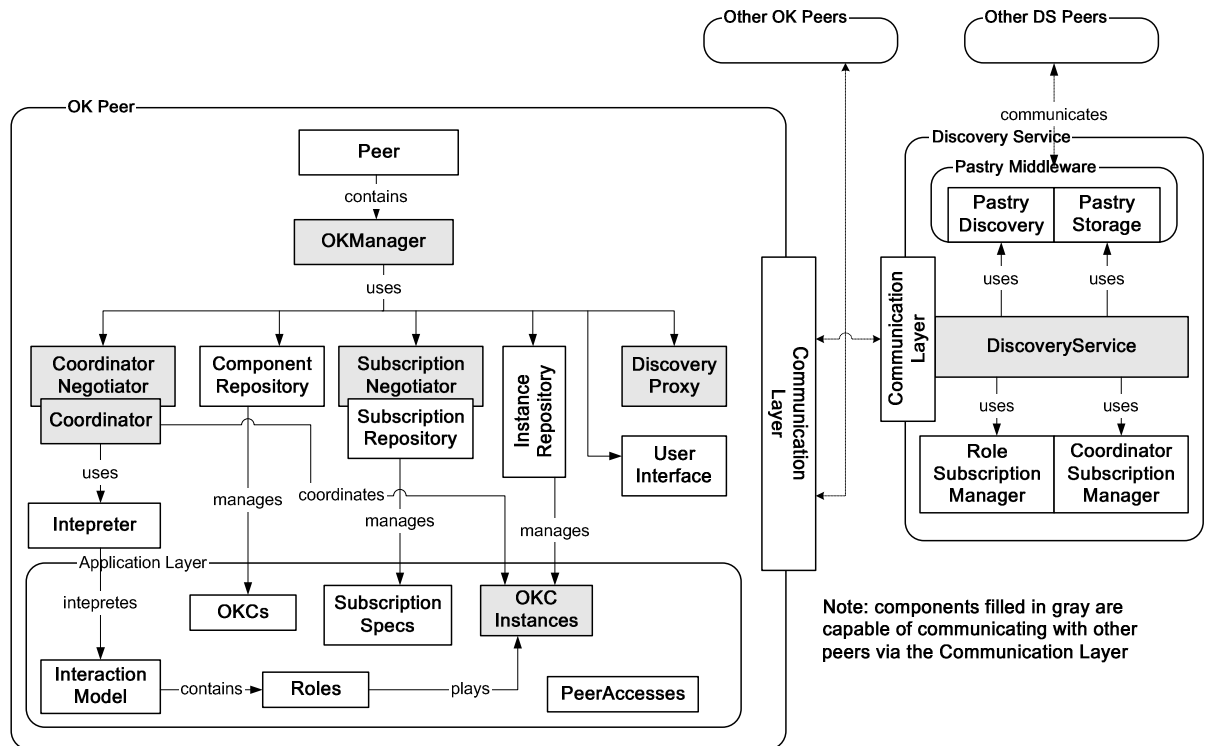 Other OK Peers
Other DS Peers
communicates
OK Peer
Discovery Service
Peer
Pastry Middleware
contains
Pastry
Discovery
Pastry
Storage
OKManager
uses
uses
uses
Communication
Layer
DiscoveryService
Coordinator
Negotiator
Component
Repository
Subscription
Negotiator
Instance
Repository
Discovery
Proxy
Communication
Layer
Coordinator
Subscription
Repository
uses
uses
User
Interface
Role
Subscription
Manager
Coordinator
Subscription
Manager
uses
manages
coordinates
Intepreter
manages
manages
Application Layer
intepretes
OKCs
Subscription
Specs
OKC
Instances
Note: components filled in gray are
capable of communicating with other
peers via the Communication Layer
Interaction
Model
contains
Roles
plays
PeerAccesses